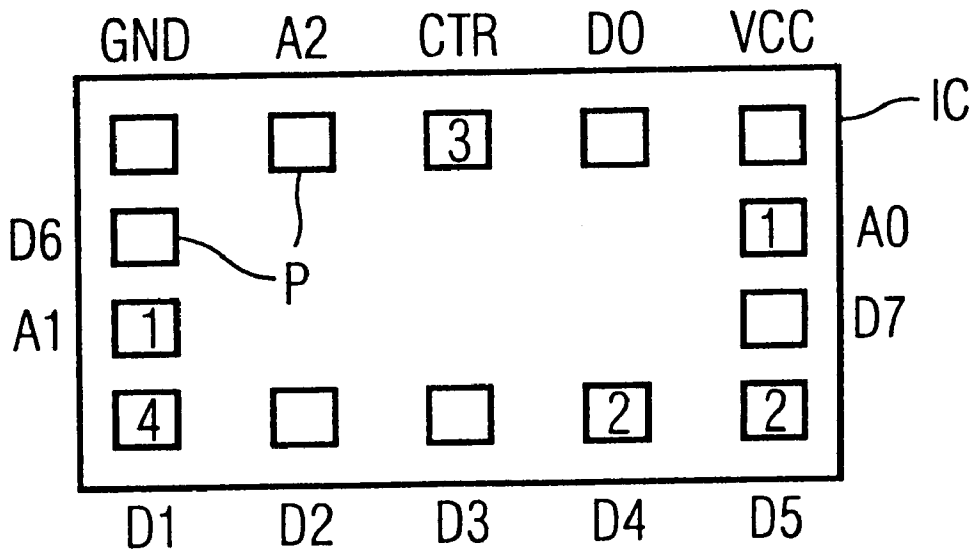 GND A2 CTR D0 VCC
IC
3
D6 1 A0
P
A1 1 D7
4 2 2
D1 D2 D3 D4 D5